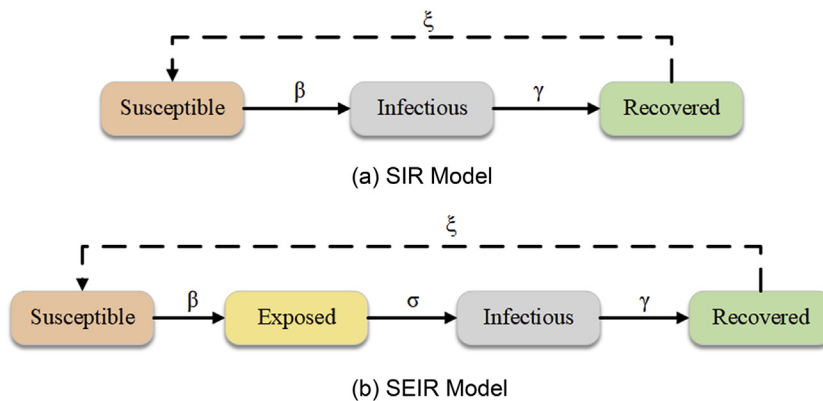 ξ
Susceptible β Infectious γ Recovered
(a) SIR Model
ξ
Susceptible β Exposed σ Infectious γ Recovered
(b) SEIR Model